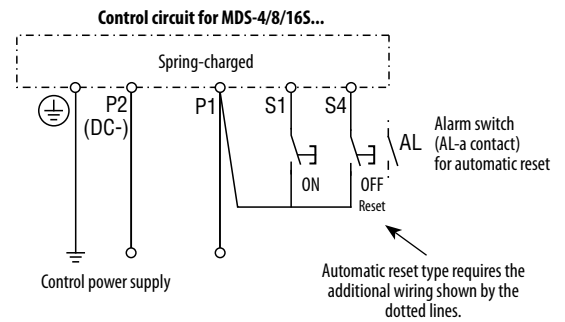 Control circuit for MDS-4/8/16S...
Spring-charged
P2
(DC-)
P1
S1
S4
AL
Alarm switch
(AL-a contact)
for automatic reset
ON
OFF
Reset
Control power supply
Automatic reset type requires the
additional wiring shown by the
dotted lines.